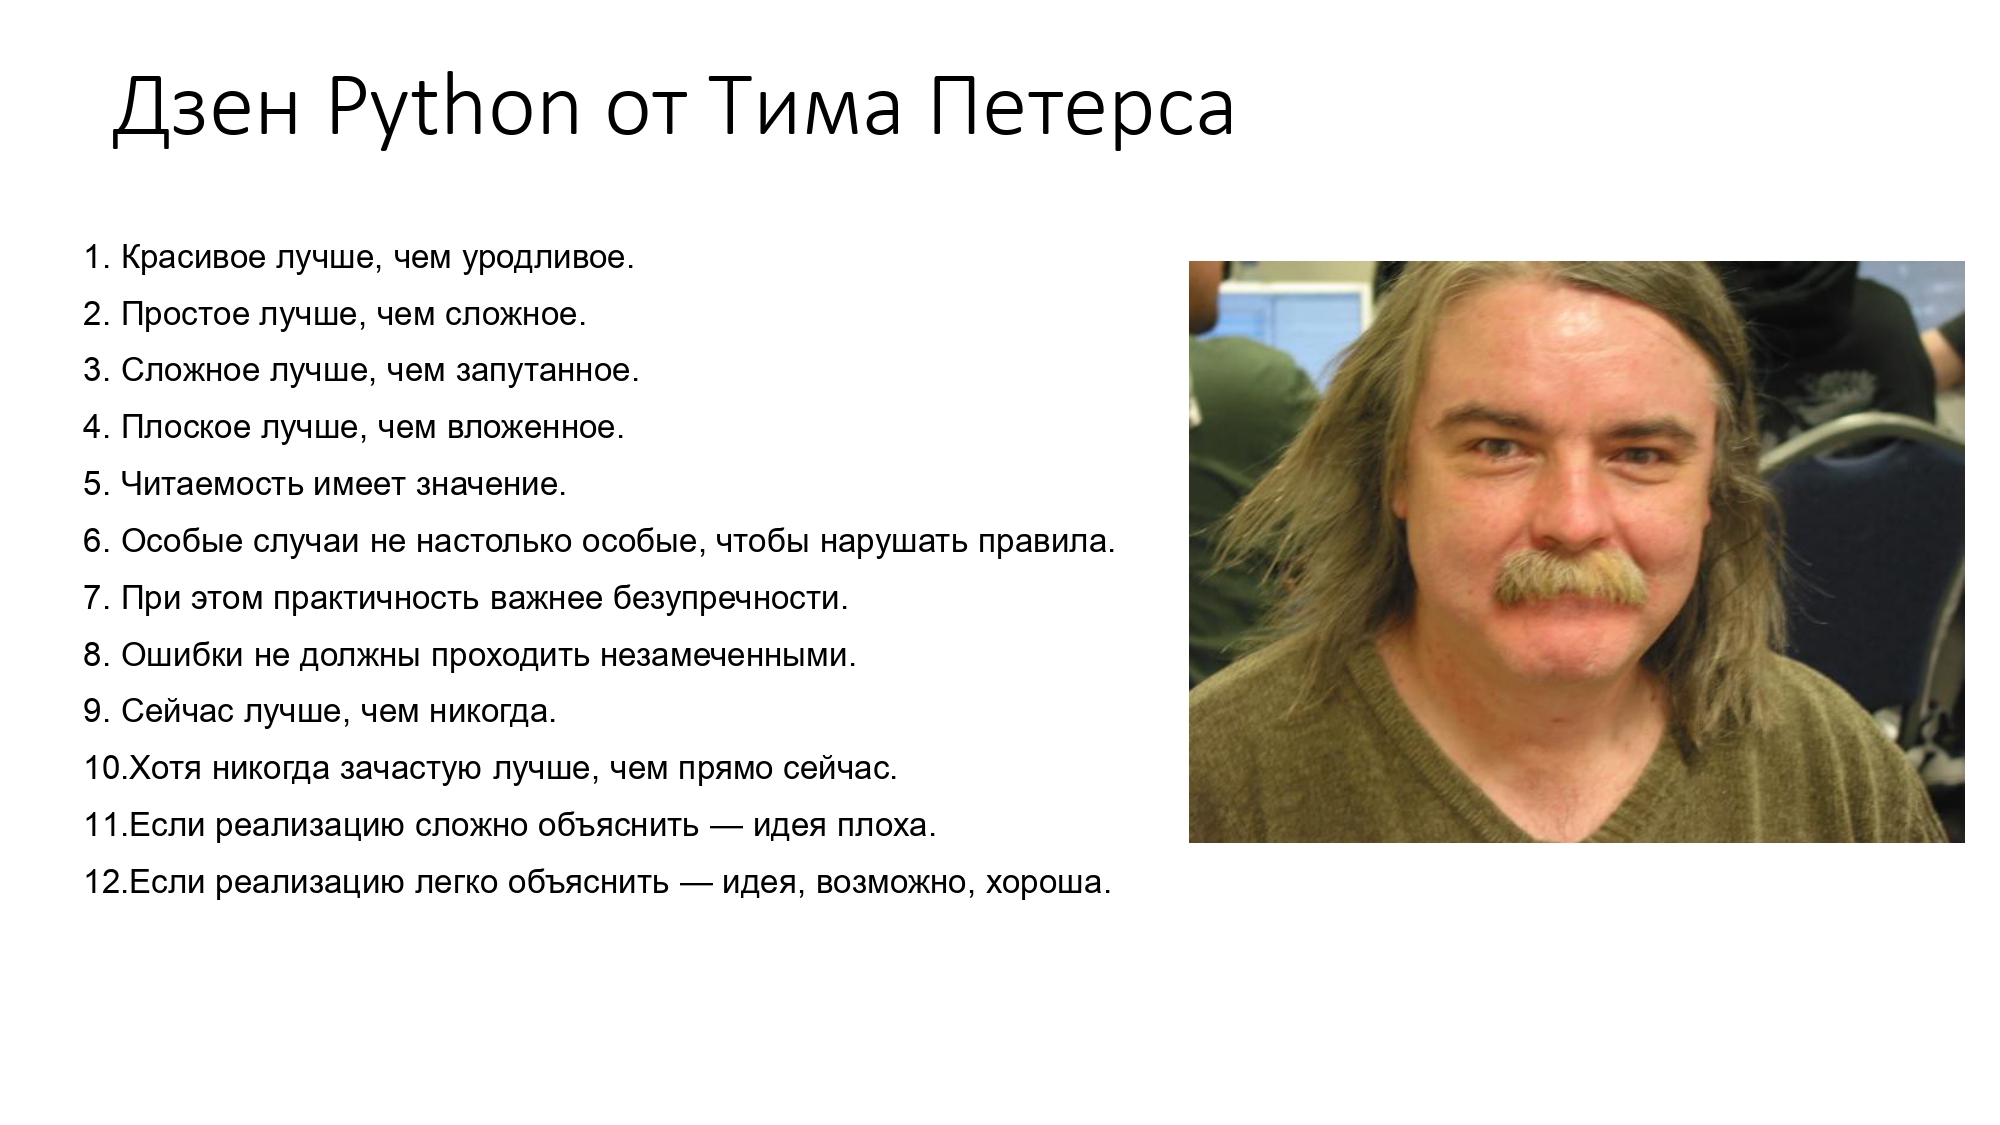 Дзен Python от Тима Петерса
1. Красивое лучше, чем уродливое.
2. Простое лучше, чем сложное.
3. Сложное лучше, чем запутанное.
4. Плоское лучше, чем вложенное.
5. Читаемость имеет значение.
6. Особые случаи не настолько особые, чтобы нарушать правила.
7. При этом практичность важнее безупречности.
8. Ошибки не должны проходить незамеченными.
9. Сейчас лучше, чем никогда.
10.Хотя никогда зачастую лучше, чем прямо сейчас.
11.Если реализацию сложно объяснить — идея плоха.
12.Если реализацию легко объяснить — идея, возможно, хороша.